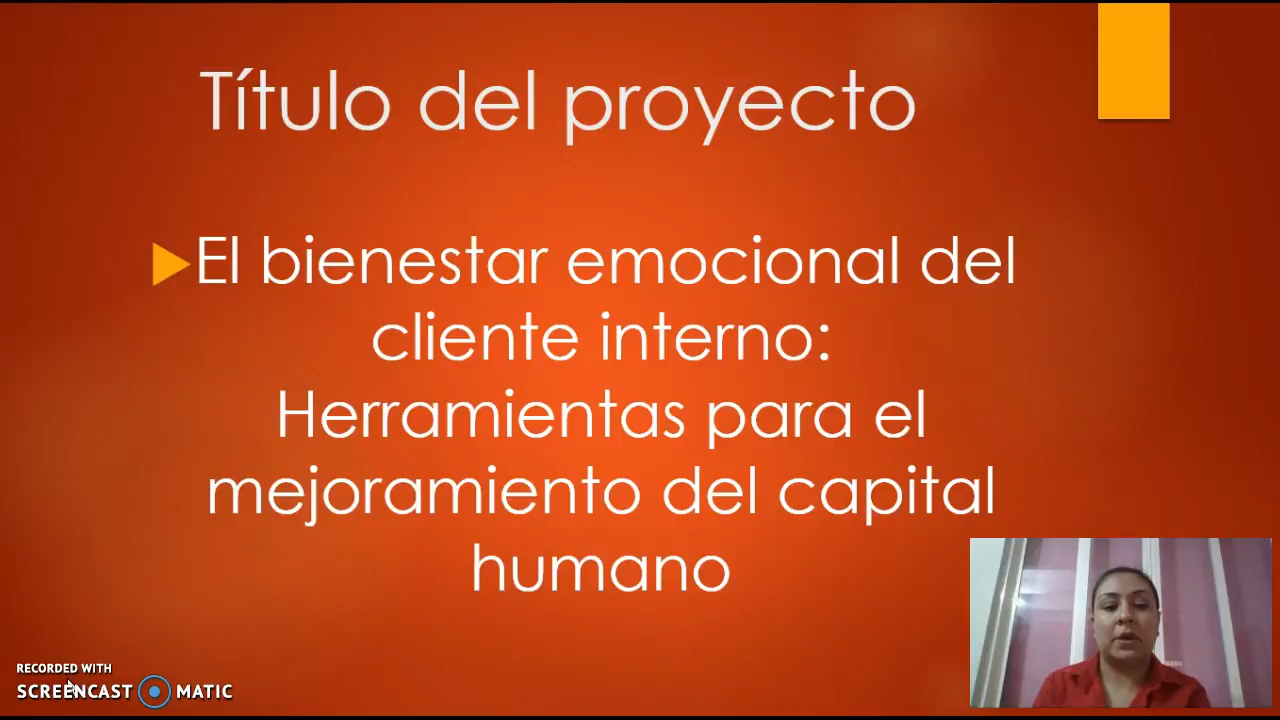 Título del proyecto
El bienestar emocional del
cliente interno:
Herramientas para el
mejoramiento del capital
humano
RECORDED WITH
SCREENCAST MATIC